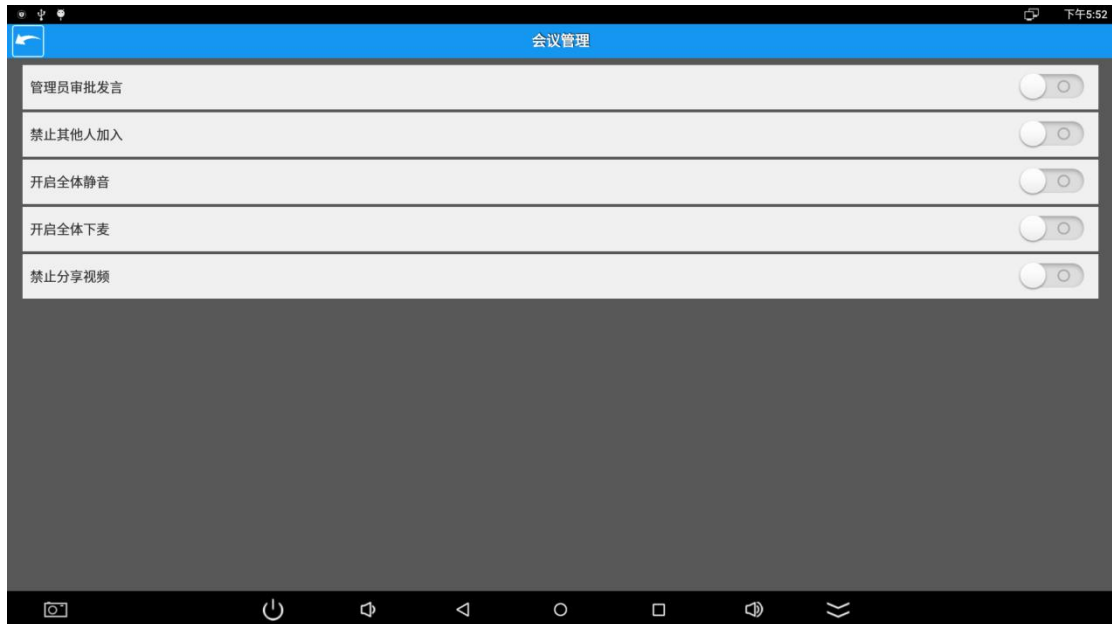 下午5:52
会议管理
管理员审批发言
禁止其他人加入
开启全体静音
开启全体下麦
禁止分享视频